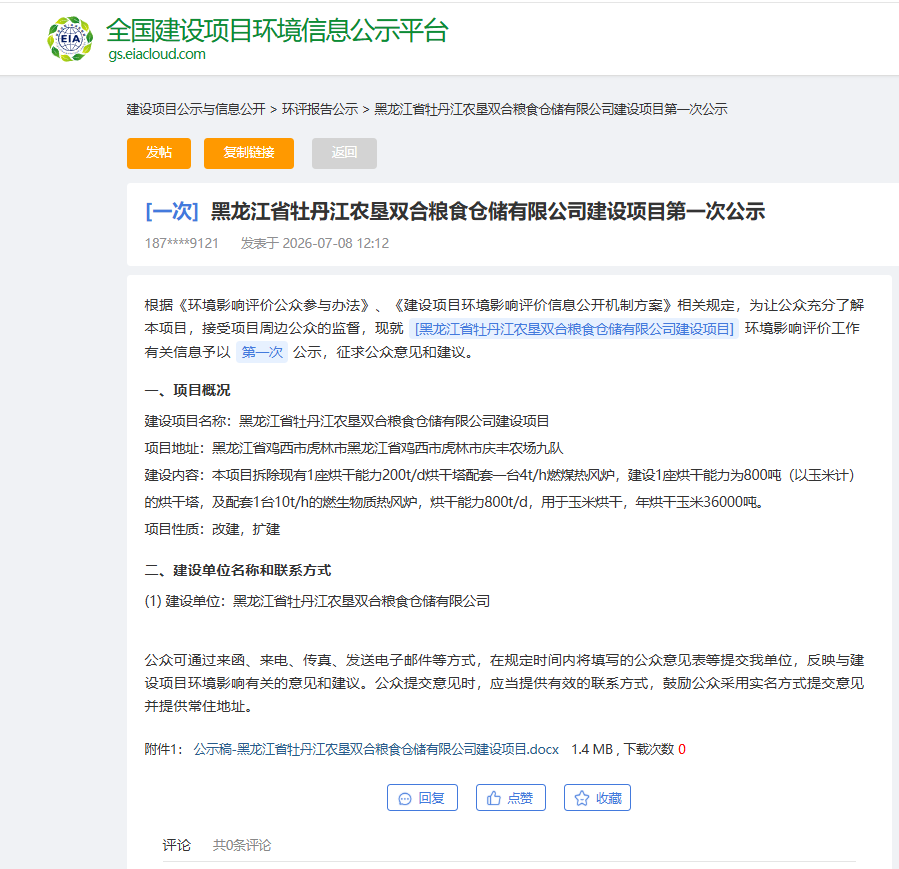 EIA
全国建设项目环境信息公示平台
gs.eiacloud.com
建设项目公示与信息公开 > 环评报告公示 > 黑龙江省牡丹江农垦双合粮食仓储有限公司建设项目第一次公示
发帖 复制链接 返回
[一次] 黑龙江省牡丹江农垦双合粮食仓储有限公司建设项目第一次公示
187****9121 发表于 2026-07-08 12:12
根据《环境影响评价公众参与办法》、《建设项目环境影响评价信息公开机制方案》相关规定，为让公众充分了解
本项目，接受项目周边公众的监督，现就 [黑龙江省牡丹江农垦双合粮食仓储有限公司建设项目] 环境影响评价工作
有关信息予以 第一次 公示，征求公众意见和建议。
一、项目概况
建设项目名称：黑龙江省牡丹江农垦双合粮食仓储有限公司建设项目
项目地址：黑龙江省鸡西市虎林市黑龙江省鸡西市虎林市庆丰农场九队
建设内容：本项目拆除现有1座烘干能力200t/d烘干塔配套一台4t/h燃煤热风炉，建设1座烘干能力为800吨（以玉米计）
的烘干塔，及配套1台10t/h的燃生物质热风炉，烘干能力800t/d，用于玉米烘干，年烘干玉米36000吨。
项目性质：改建，扩建
二、建设单位名称和联系方式
(1) 建设单位：黑龙江省牡丹江农垦双合粮食仓储有限公司
公众可通过来函、来电、传真、发送电子邮件等方式，在规定时间内将填写的公众意见表等提交我单位，反映与建
设项目环境影响有关的意见和建议。公众提交意见时，应当提供有效的联系方式，鼓励公众采用实名方式提交意见
并提供常住地址。
附件1： 公示稿-黑龙江省牡丹江农垦双合粮食仓储有限公司建设项目.docx 1.4 MB , 下载次数 0
回复 点赞 收藏
评论 共0条评论